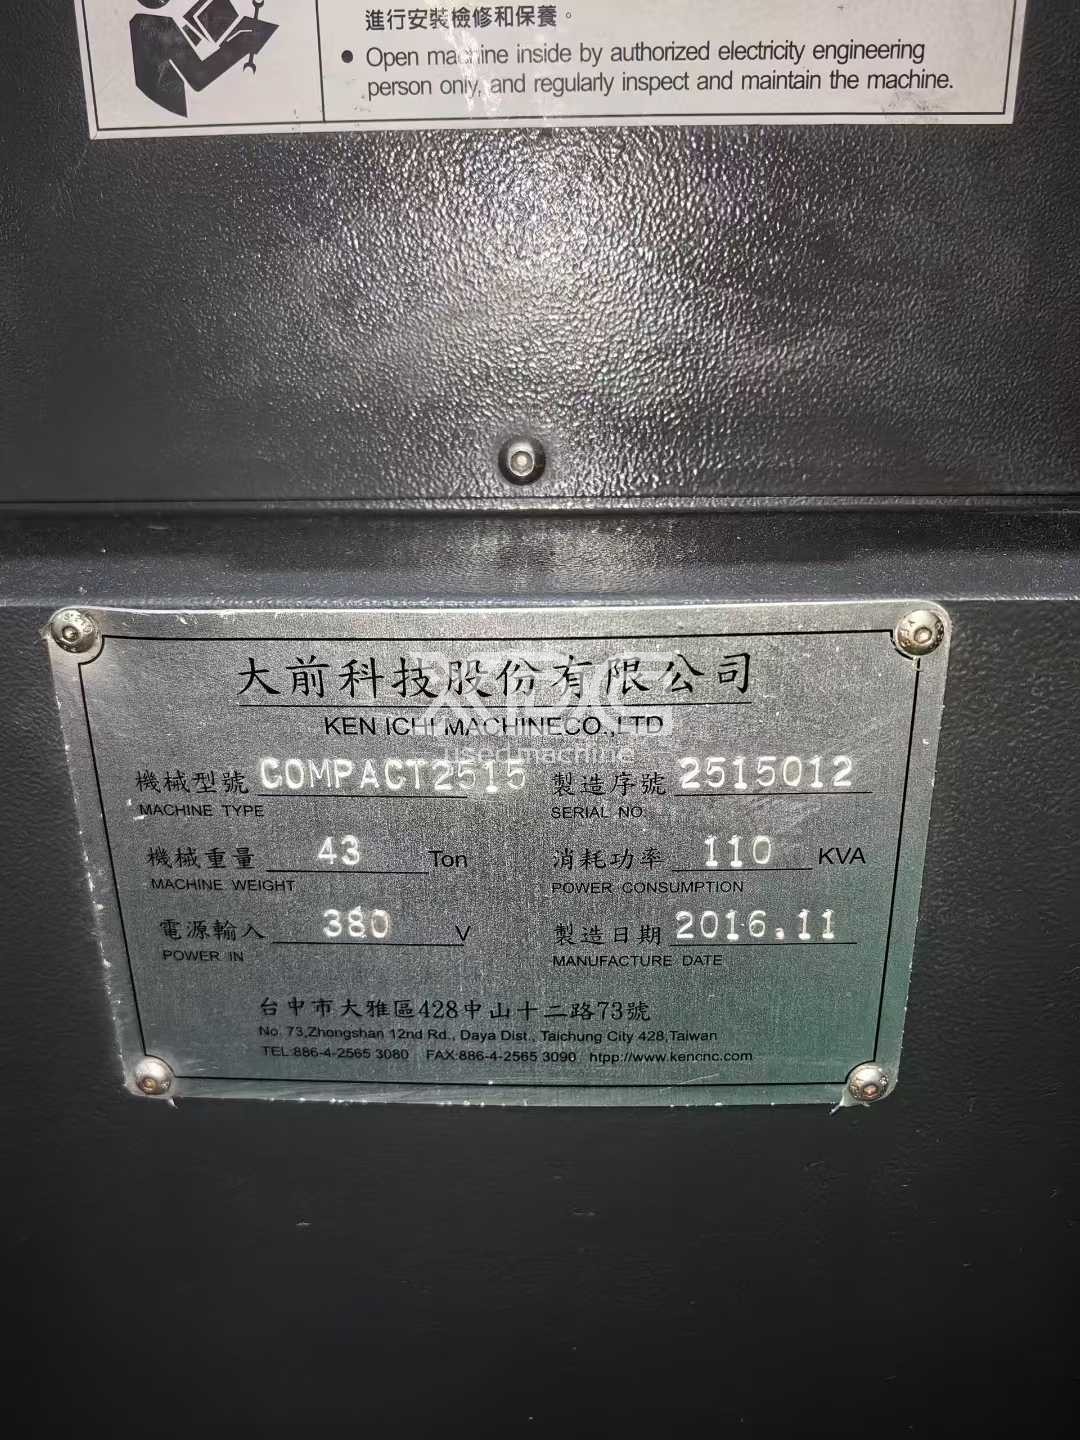 進行安裝檢修和保養。
• Open machine inside by authorized electricity engineering
person only, and regularly inspect and maintain the machine.
大前科技股份有限公司
KEN ICHI MACHINECO.,LTD
used machine
機械型號 COMPACT2515 製造序號 2515012
MACHINE TYPE SERIAL NO.
機械重量 43 Ton 消耗功率 110 KVA
MACHINE WEIGHT POWER CONSUMPTION
電源輸入 380 V 製造日期 2016.11
POWER IN MANUFACTURE DATE
台中市大雅區428中山十二路73號
No. 73,Zhongshan 12nd Rd., Daya Dist., Taichung City 428,Taiwan
TEL:886-4-2565 3080 FAX:886-4-2565 3090 htpp://www.kencnc.com